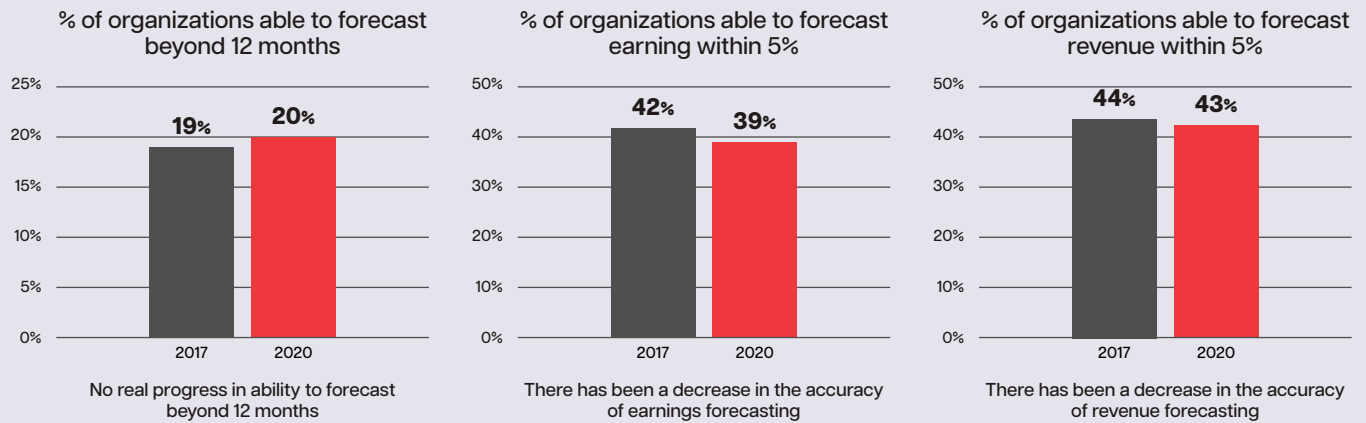 % of organizations able to forecast
beyond 12 months
25%
20%
15%
10%
5%
0%
19%
20%
2017
2020
No real progress in ability to forecast
beyond 12 months
% of organizations able to forecast
earning within 5%
50%
40%
30%
20%
10%
0%
42%
39%
2017
2020
There has been a decrease in the accuracy
of earnings forecasting
% of organizations able to forecast
revenue within 5%
50%
40%
30%
20%
10%
0%
44%
43%
2017
2020
There has been a decrease in the accuracy
of revenue forecasting